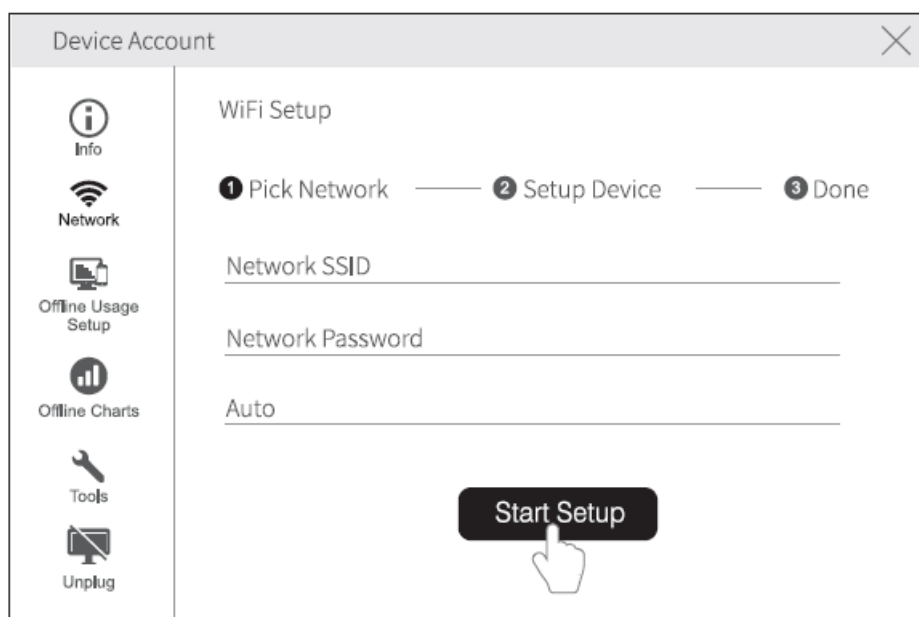 Device Account
Info
Network
Offline Usage
Setup
Offline Charts
Tools
Unplug
WiFi Setup
1 Pick Network
2 Setup Device
3 Done
Network SSID
Network Password
Auto
Start Setup